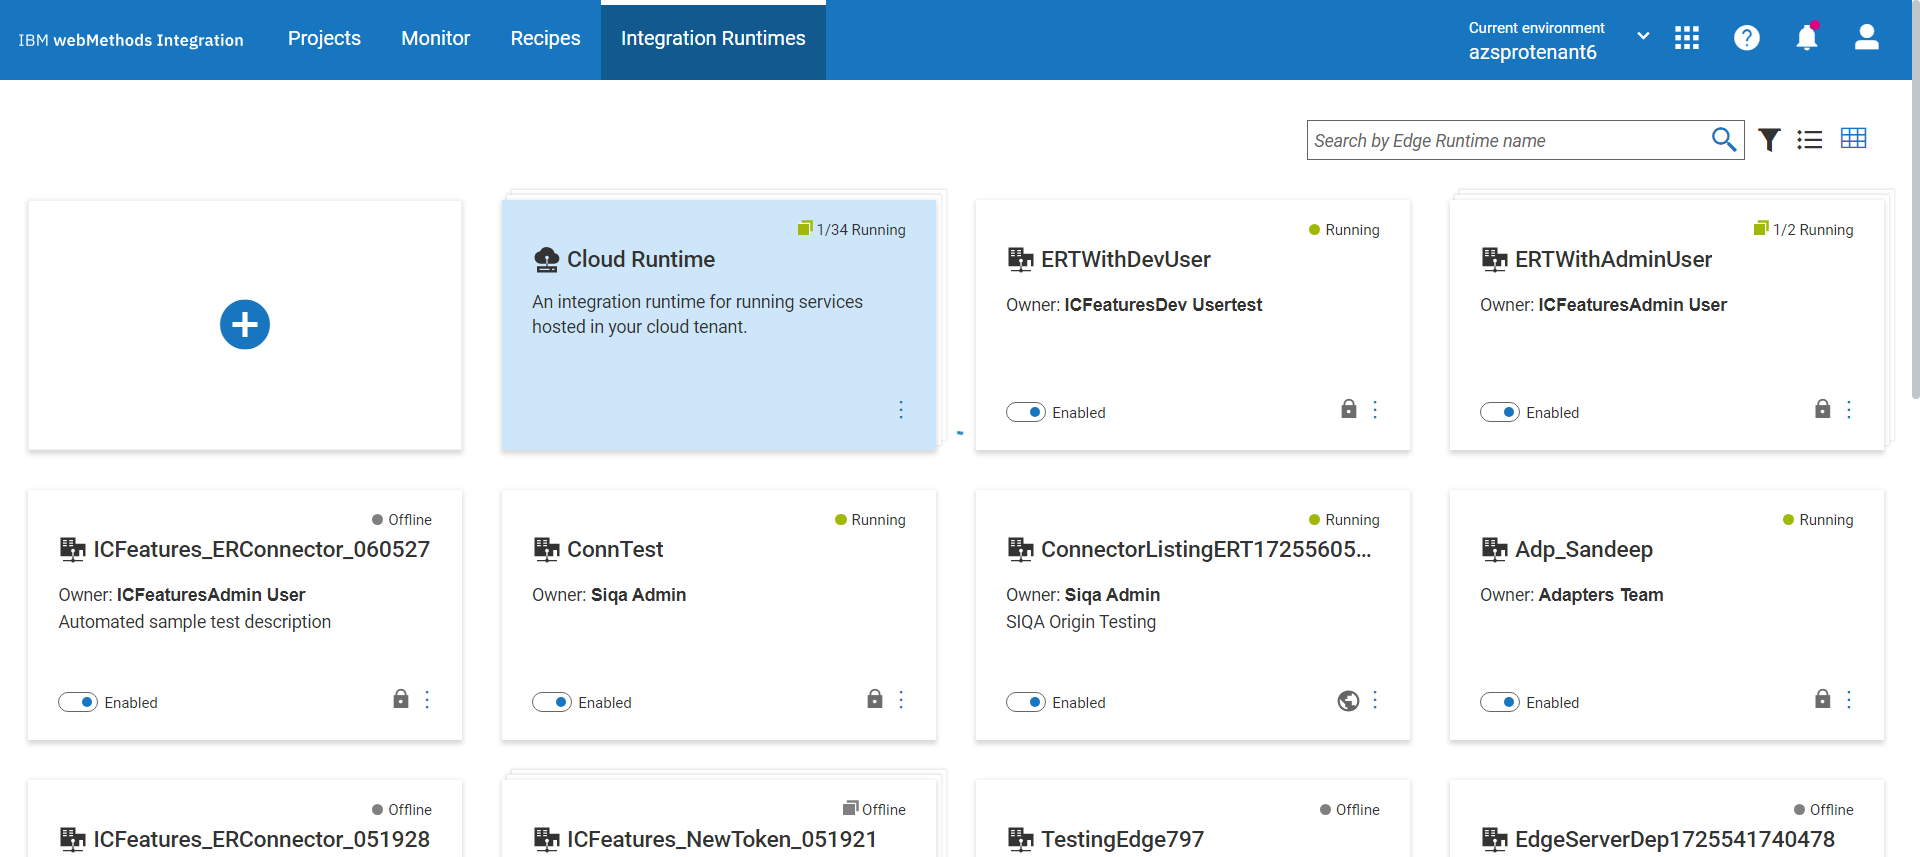 IBM webMethods Integration
Projects
Monitor
Recipes
Integration Runtimes
Current environment
azsprotenant6
Search by Edge Runtime name
1/34 Running
Cloud Runtime
An integration runtime for running services
hosted in your cloud tenant.
Running
ERTWithDevUser
Owner: ICFeaturesDev Usertest
Enabled
1/2 Running
ERTWithAdminUser
Owner: ICFeaturesAdmin User
Enabled
Offline
ICFeatures_ERConnector_060527
Owner: ICFeaturesAdmin User
Automated sample test description
Enabled
Running
ConnTest
Owner: Siqa Admin
Enabled
Running
ConnectorListingERT17255605...
Owner: Siqa Admin
SIQA Origin Testing
Enabled
Running
Adp_Sandeep
Owner: Adapters Team
Enabled
Offline
ICFeatures_ERConnector_051928
Offline
ICFeatures_NewToken_051921
Offline
TestingEdge797
Offline
EdgeServerDep1725541740478